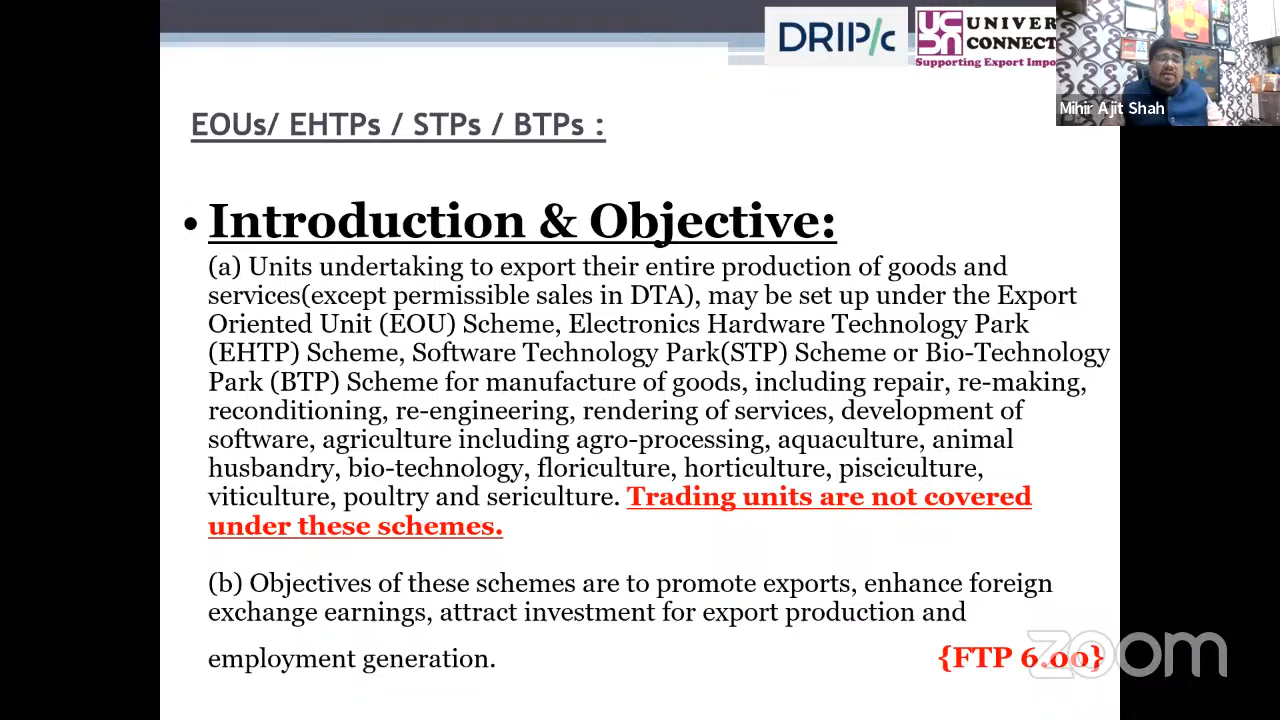 DRIP/c
UNIVER
CONNECT
Supporting Export Impo
Mihir Ajit Shah
EOUs/ EHTPs / STPs / BTPs :
• Introduction & Objective:
(a) Units undertaking to export their entire production of goods and
services(except permissible sales in DTA), may be set up under the Export
Oriented Unit (EOU) Scheme, Electronics Hardware Technology Park
(EHTP) Scheme, Software Technology Park(STP) Scheme or Bio-Technology
Park (BTP) Scheme for manufacture of goods, including repair, re-making,
reconditioning, re-engineering, rendering of services, development of
software, agriculture including agro-processing, aquaculture, animal
husbandry, bio-technology, floriculture, horticulture, pisciculture,
viticulture, poultry and sericulture. Trading units are not covered
under these schemes.
(b) Objectives of these schemes are to promote exports, enhance foreign
exchange earnings, attract investment for export production and
employment generation. {FTP 6.00}
zoom